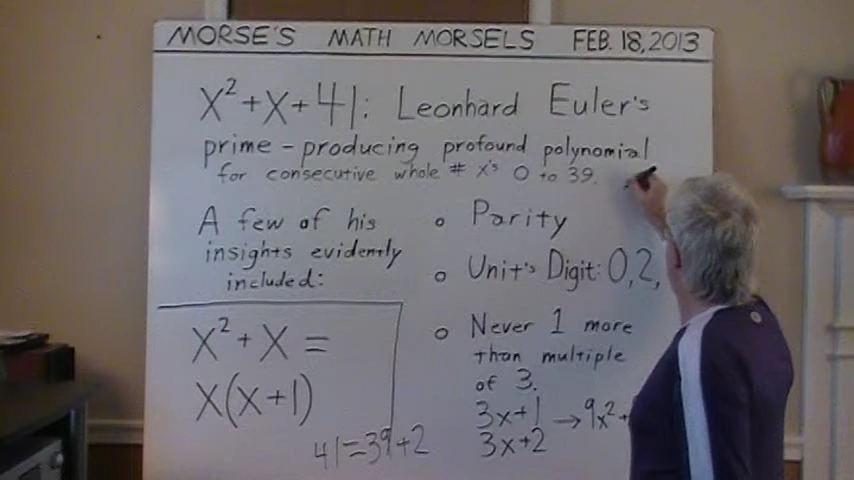 MORSE'S MATH MORSELS FEB. 18, 2013
x²+x+41: Leonhard Euler's
prime-producing profound polynomial
for consecutive whole # x's 0 to 39.
A few of his
insights evidently
included:
x²+x=
x(x+1)
41=39+2
o Parity
o Unit's Digit: 0,2,
o Never 1 more
than multiple
of 3.
3x+1
3x+2 → 9x²+